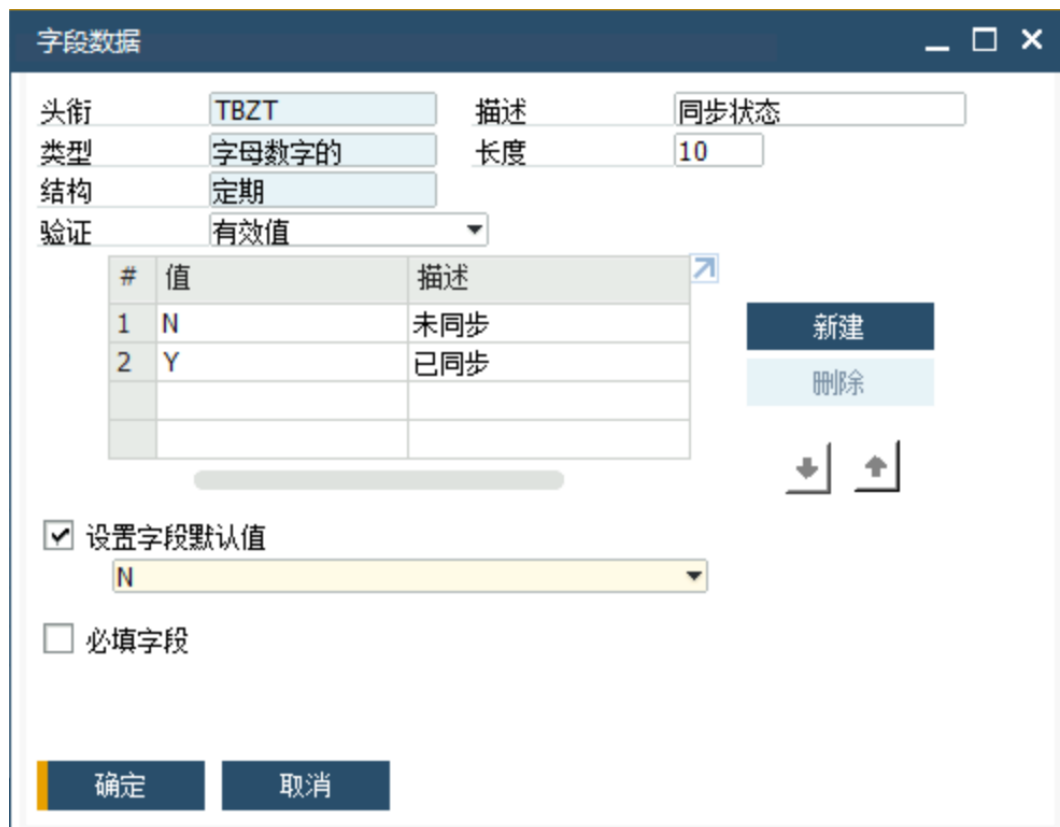 字段数据
头衔 TBZT 描述 同步状态
类型 字母数字的 长度 10
结构 定期
验证 有效值
# 值 描述
1 N 未同步
2 Y 已同步
新建
删除
设置字段默认值
N
必填字段
确定 取消